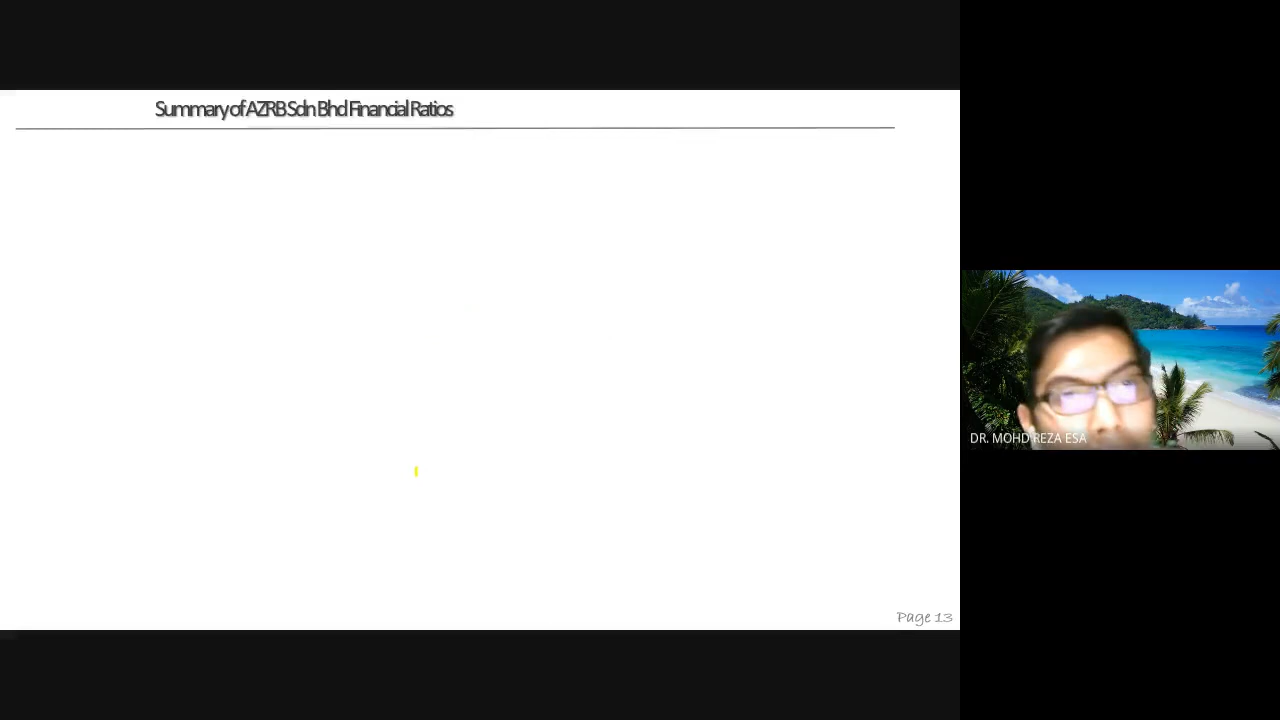 Summary of AZRB Sdn Bhd Financial Ratios
DR. MOHD REZA ESA
Page 13